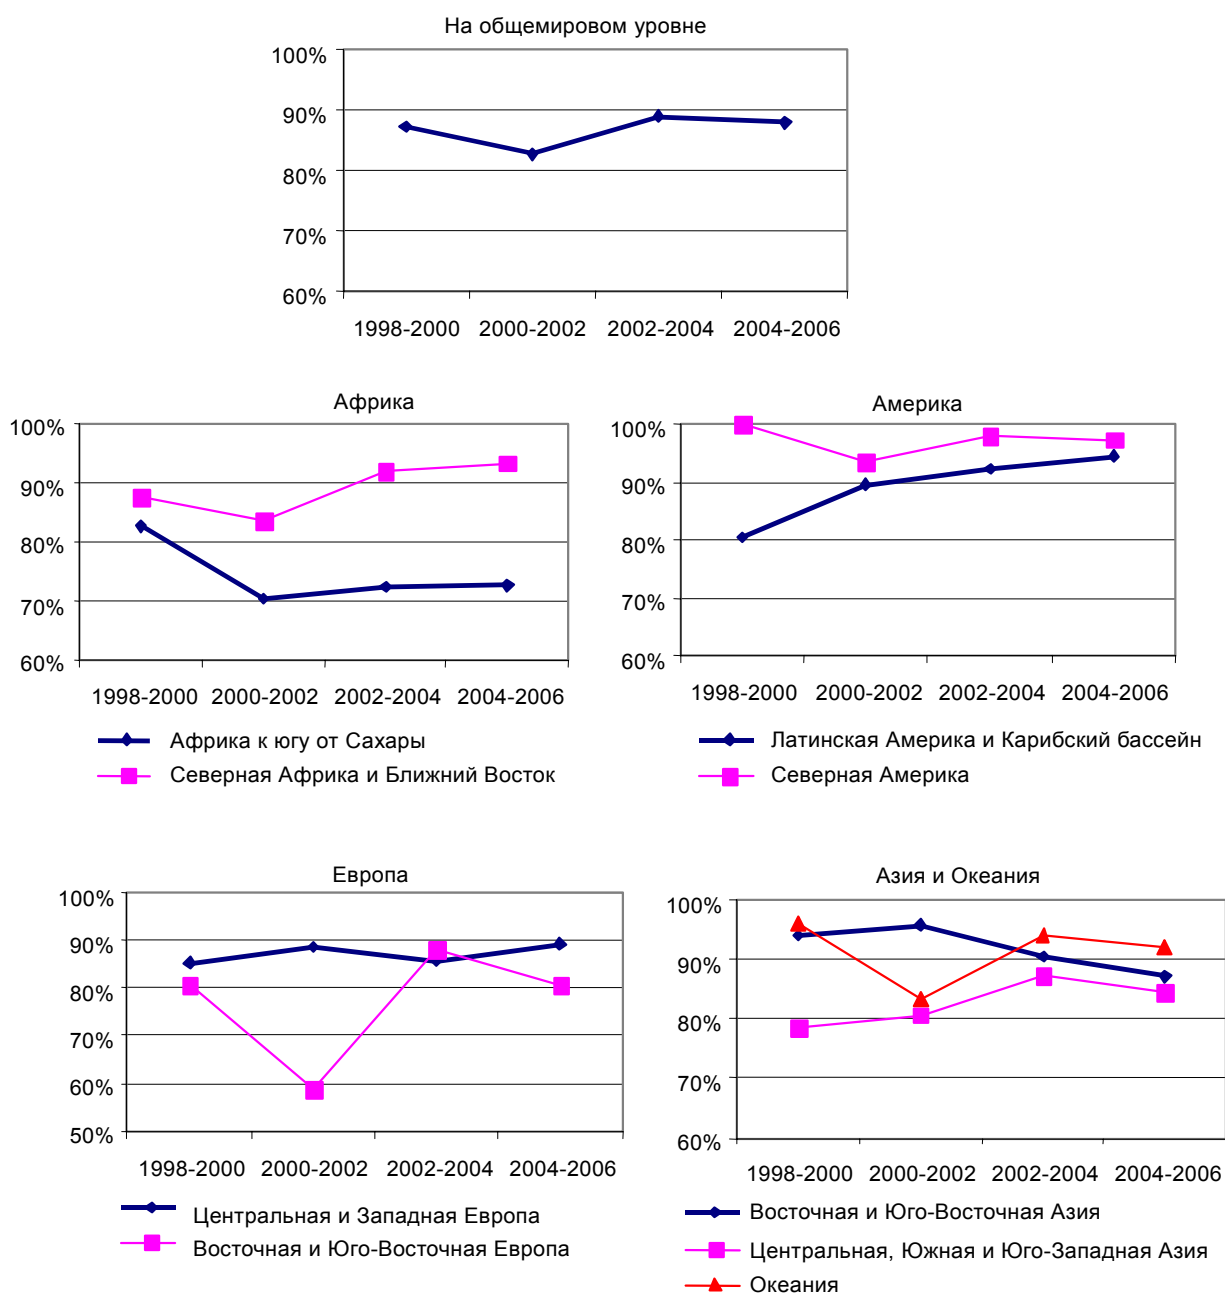 На общемировом уровне
100%
90%
80%
70%
60%
1998-2000 2000-2002 2002-2004 2004-2006
Африка
100%
90%
80%
70%
60%
1998-2000 2000-2002 2002-2004 2004-2006
Африка к югу от Сахары
Северная Африка и Ближний Восток
Америка
100%
90%
80%
70%
60%
1998-2000 2000-2002 2002-2004 2004-2006
Латинская Америка и Карибский бассейн
Северная Америка
Европа
100%
90%
80%
70%
60%
50%
1998-2000 2000-2002 2002-2004 2004-2006
Центральная и Западная Европа
Восточная и Юго-Восточная Европа
Азия и Океания
100%
90%
80%
70%
60%
1998-2000 2000-2002 2002-2004 2004-2006
Восточная и Юго-Восточная Азия
Центральная, Южная и Юго-Западная Азия
Океания